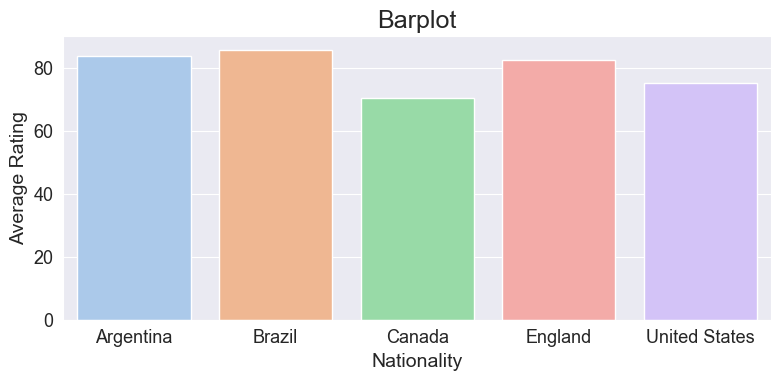 Barplot
Average Rating
80
60
40
20
0
Argentina Brazil Canada England United States
Nationality